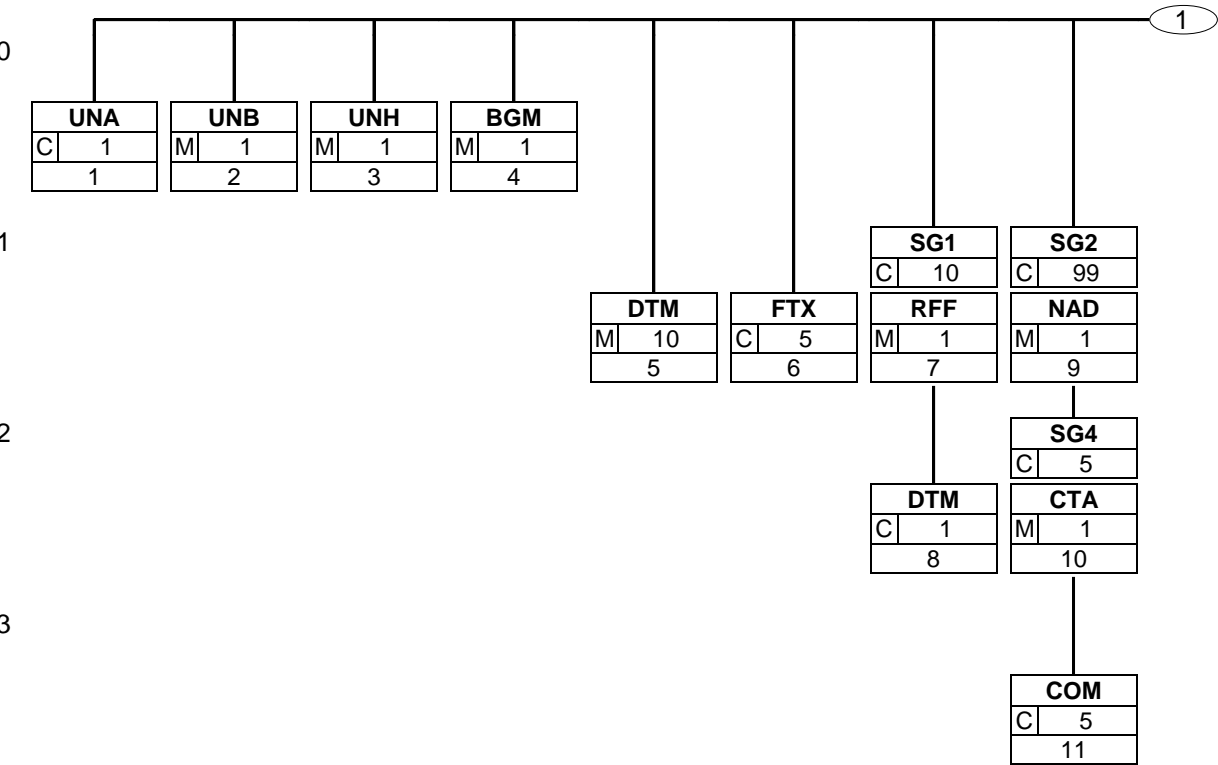 1
0
UNA UNB UNH BGM
C 1 M 1 M 1 M 1
1 2 3 4
1
SG1 SG2
C 10 C 99
DTM FTX RFF NAD
M 10 C 5 M 1 M 1
5 6 7 9
2
SG4
C 5
DTM CTA
C 1 M 1
8 10
3
COM
C 5
11